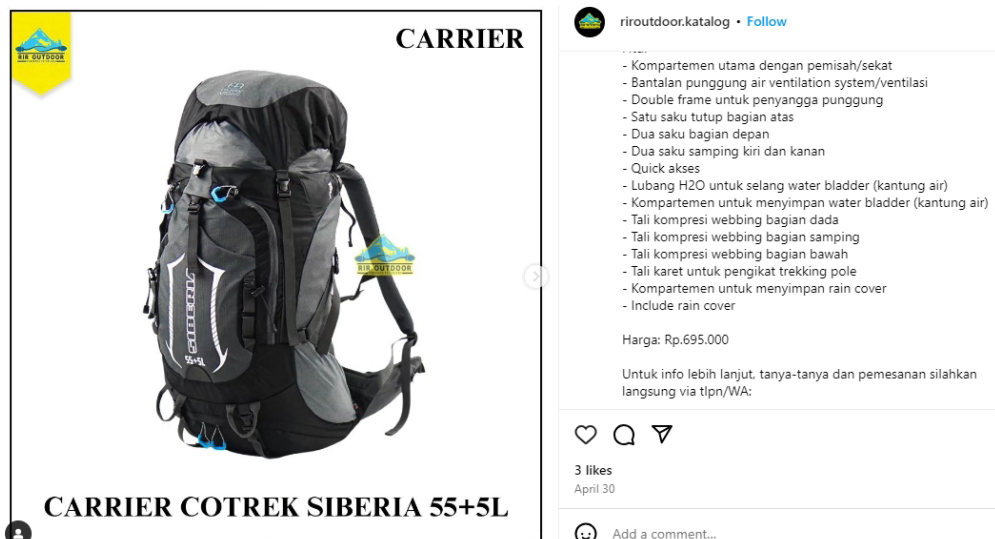 RIR OUTDOOR
CARRIER
RIR OUTDOOR
SIBERIA
55+5L
CARRIER COTREK SIBERIA 55+5L
riroutdoor.katalog • Follow
- Kompartemen utama dengan pemisah/sekat
- Bantalan punggung air ventilation system/ventilasi
- Double frame untuk penyangga punggung
- Satu saku tutup bagian atas
- Dua saku bagian depan
- Dua saku samping kiri dan kanan
- Quick akses
- Lubang H2O untuk selang water bladder (kantung air)
- Kompartemen untuk menyimpan water bladder (kantung air)
- Tali kompresi webbing bagian dada
- Tali kompresi webbing bagian samping
- Tali kompresi webbing bagian bawah
- Tali karet untuk pengikat trekking pole
- Kompartemen untuk menyimpan rain cover
- Include rain cover
Harga: Rp.695.000
Untuk info lebih lanjut, tanya-tanya dan pemesanan silahkan
langsung via tlpn/WA:
3 likes
April 30
Add a comment...